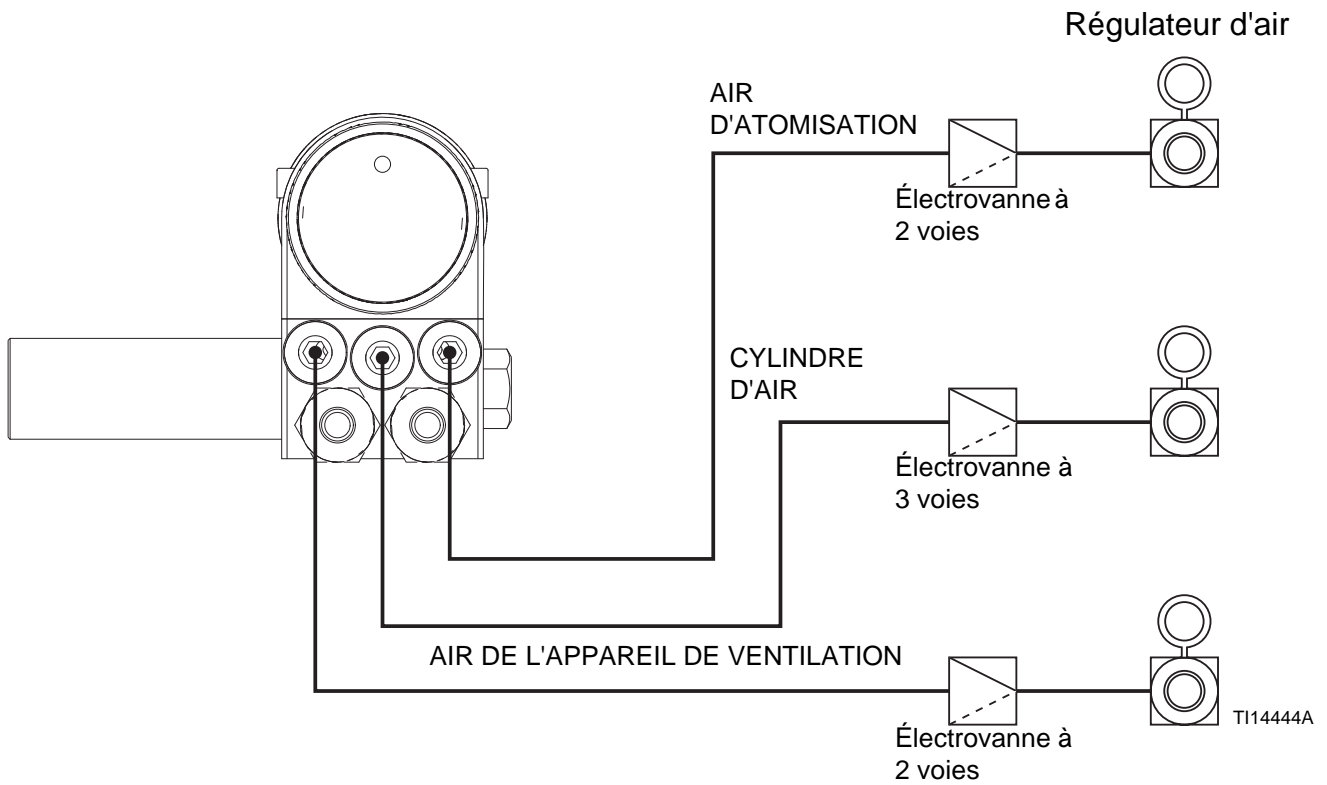 Régulateur d'air
AIR
D'ATOMISATION
Électrovanne à
2 voies
CYLINDRE
D'AIR
Électrovanne à
3 voies
AIR DE L'APPAREIL DE VENTILATION
TI14444A
Électrovanne à
2 voies